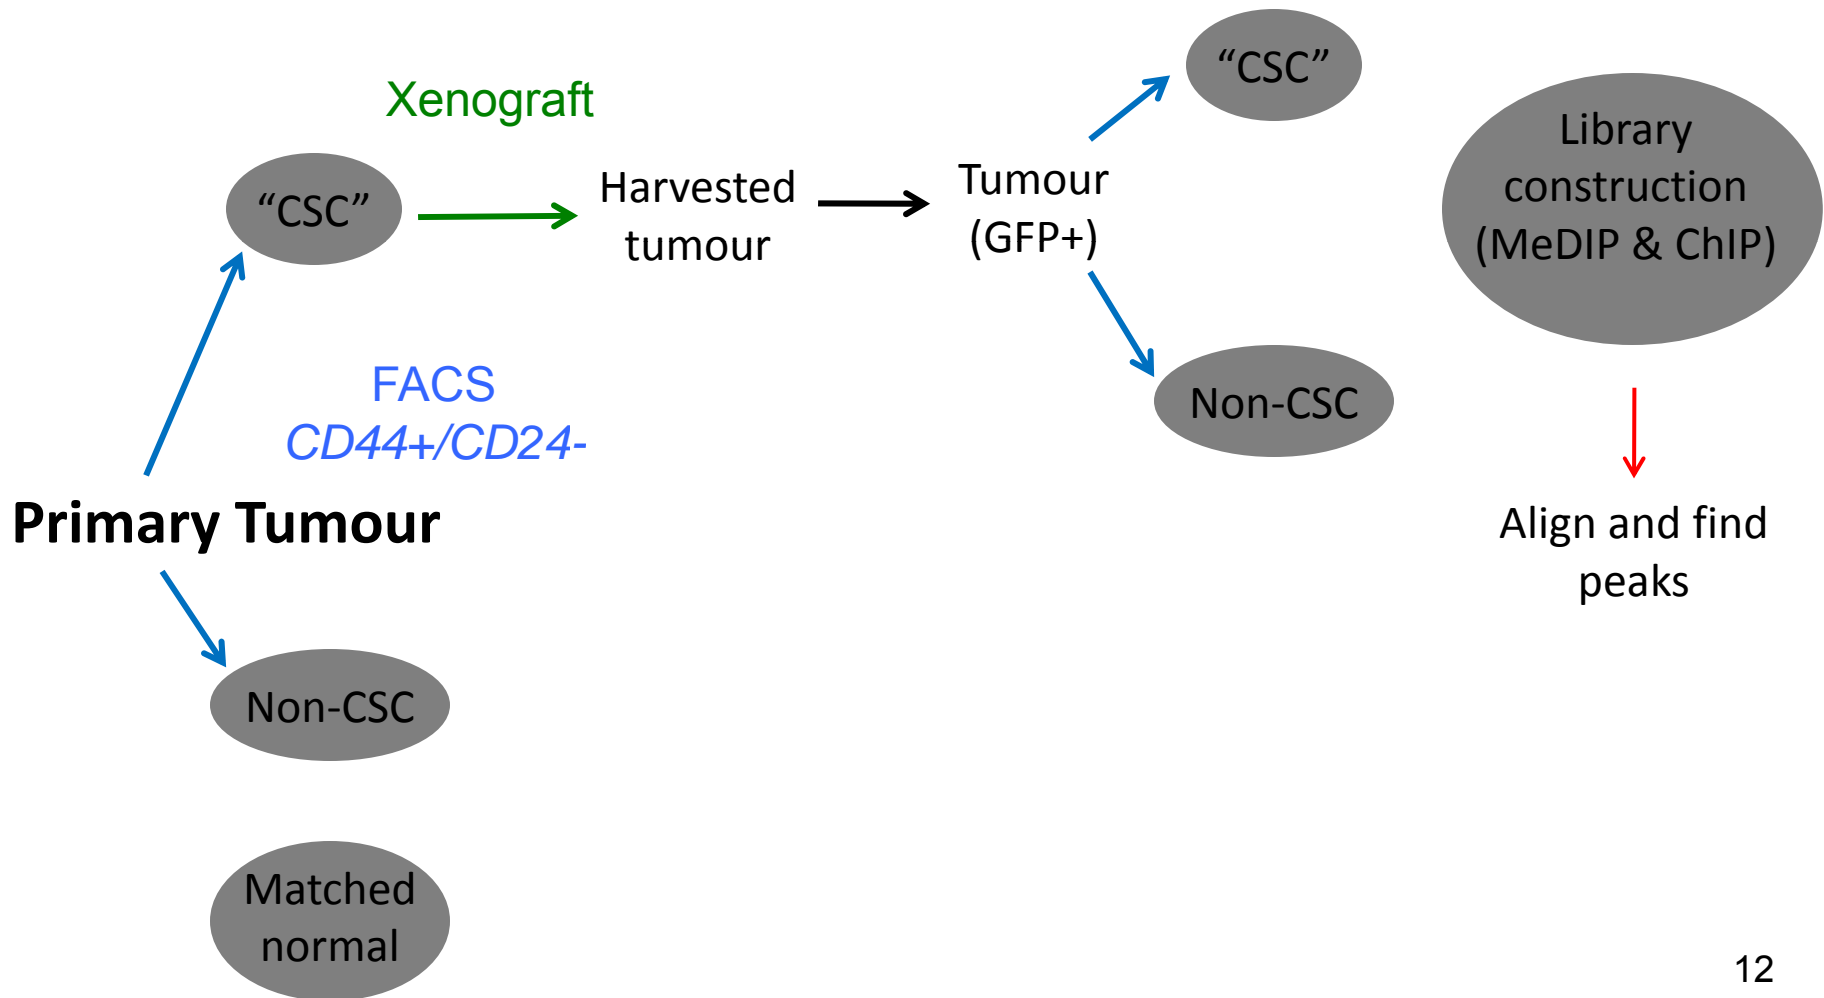 “CSC”
Xenograft
“CSC”
Harvested
tumour
Tumour
(GFP+)
Library
construction
(MeDIP & ChIP)
FACS
CD44+/CD24-
Non-CSC
Primary Tumour
Align and find
peaks
Non-CSC
Matched
normal
12